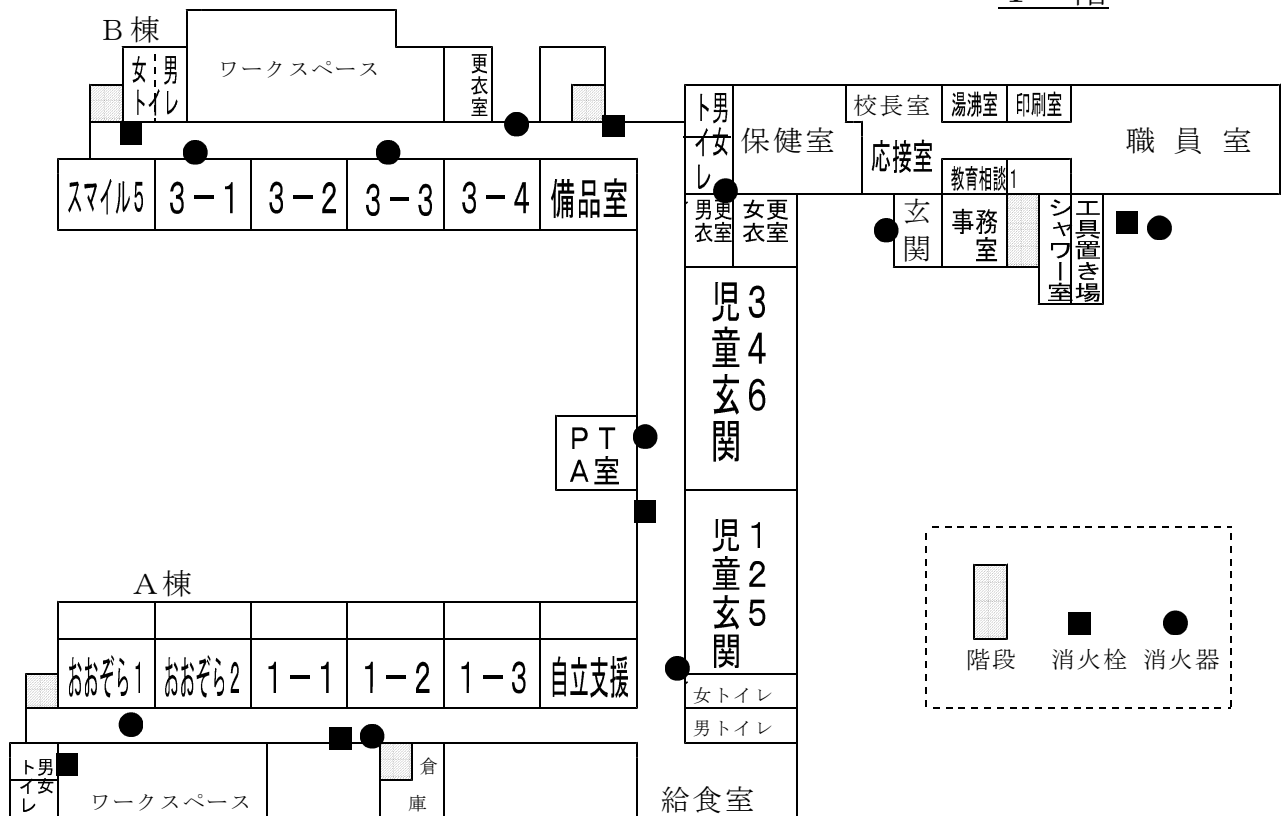 １　階
Ｂ棟
女 男
トイレ
ワークスペース
更衣室
スマイル５
３－１
３－２
３－３
３－４
備品室
男女トイレ
保健室
校長室
湯沸室
印刷室
応接室
教育相談１
職員室
男更衣室
女更衣室
玄関
事務室
シャワー室
工具置き場
３４６
児童玄関
ＰＴＡ室
１２５
児童玄関
Ａ棟
おおぞら１
おおぞら２
１－１
１－２
１－３
自立支援
女トイレ
男トイレ
男女トイレ
ワークスペース
倉庫
給食室
階段
消火栓
消火器